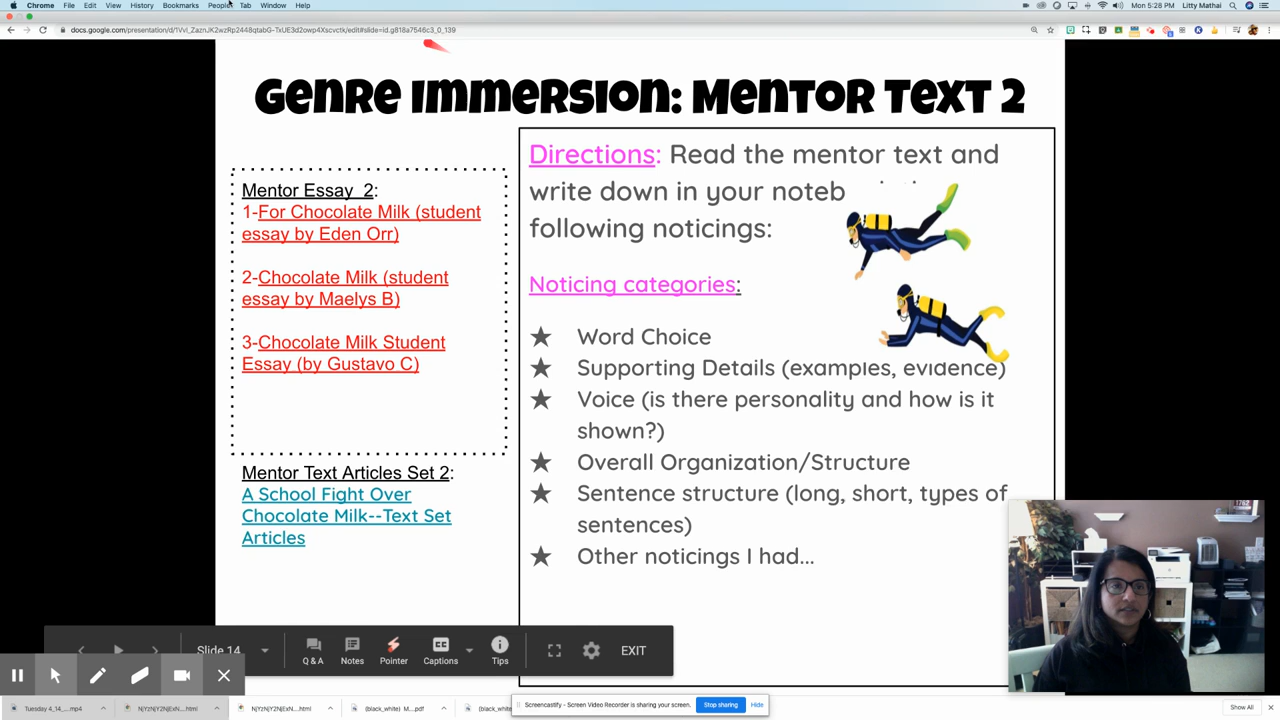 Chrome File Edit View History Bookmarks People Tab Window Help
Mon 5:28 PM Litty Mathai
GENRE IMMERSION: MENTOR TEXT 2
Mentor Essay 2:
1-For Chocolate Milk (student
essay by Eden Orr)
2-Chocolate Milk (student
essay by Maelys B)
3-Chocolate Milk Student
Essay (by Gustavo C)
Mentor Text Articles Set 2:
A School Fight Over
Chocolate Milk--Text Set
Articles
Directions: Read the mentor text and
write down in your noteb
following noticings:
Noticing categories:
★ Word Choice
★ Supporting Details (examples, evidence)
★ Voice (is there personality and how is it
shown?)
★ Overall Organization/Structure
★ Sentence structure (long, short, types of
sentences)
★ Other noticings I had...
Slide 14
Q & A Notes Pointer Captions Tips EXIT
Tuesday 4_14_....mp4
(black_white) M....pdf
(black_white)
Screencastify - Screen Video Recorder is sharing your screen. Stop sharing Hide
Show All